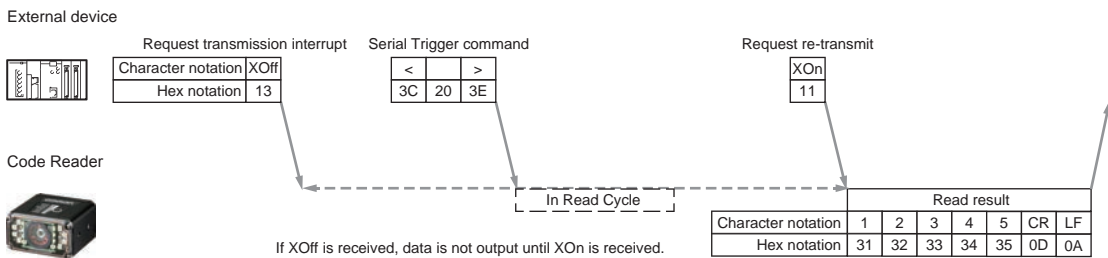 External device
Request transmission interrupt Serial Trigger command Request re-transmit
Character notation XOff < > XOn
Hex notation 13 3C 20 3E 11
Code Reader
In Read Cycle Read result
Character notation 1 2 3 4 5 CR LF
If XOff is received, data is not output until XOn is received. Hex notation 31 32 33 34 35 0D 0A